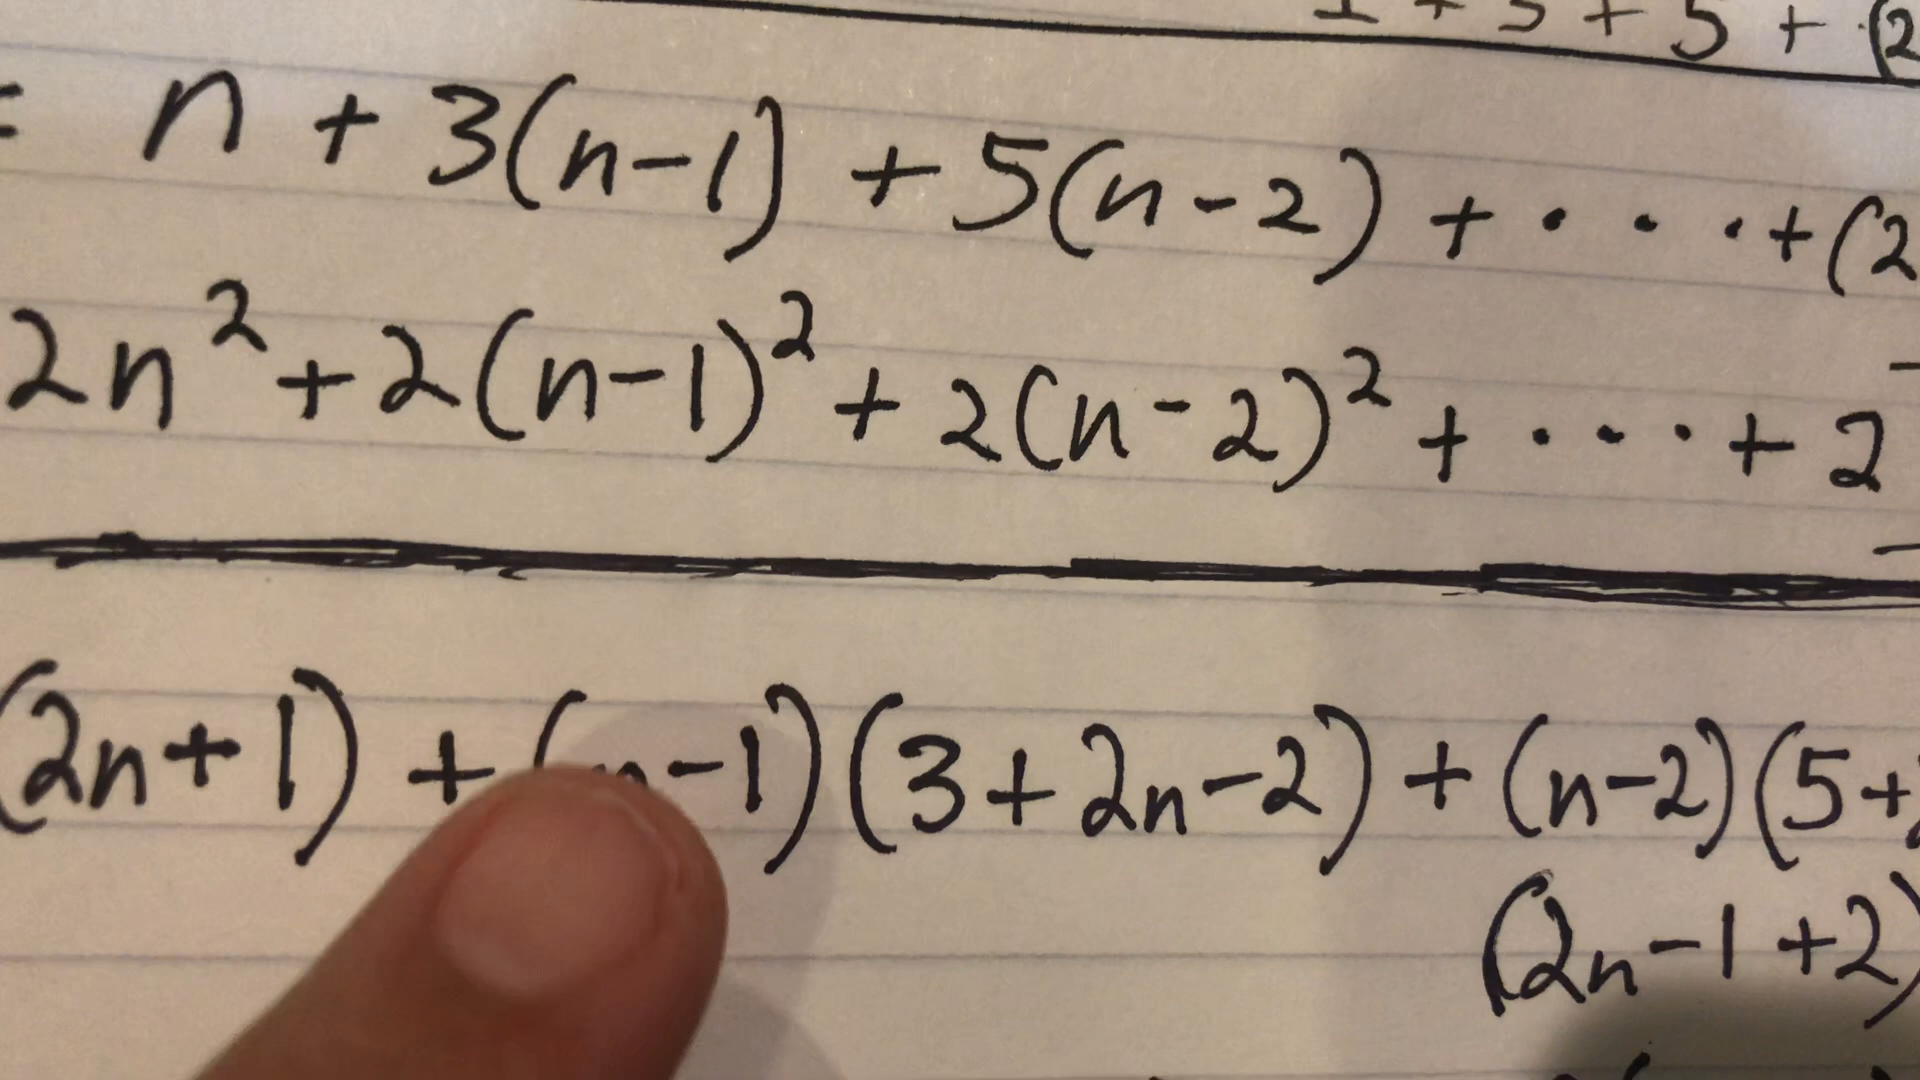 1 + 3 + 5 + (2
= n + 3(n-1) + 5(n-2) + · · · + (2
2n² + 2(n-1)² + 2(n-2)² + · · · + 2
(2n+1) + (n-1)(3+2n-2) + (n-2)(5+
(2n-1+2)